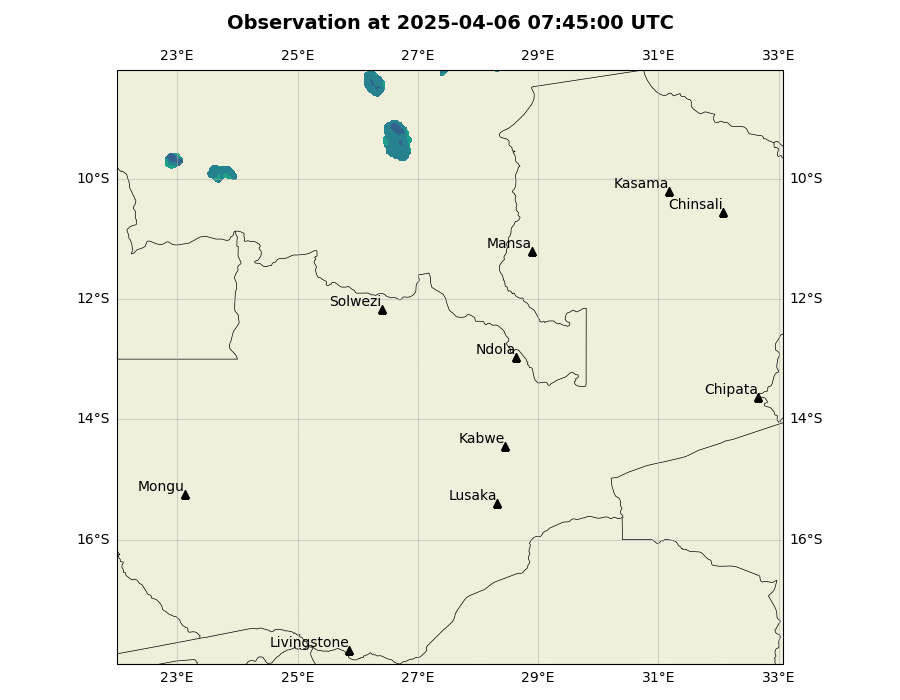 Observation at 2025-04-06 07:45:00 UTC
23°E 25°E 27°E 29°E 31°E 33°E
10°S 10°S
Kasama
Chinsali
Mansa
12°S 12°S
Solwezi
Ndola
Chipata
14°S 14°S
Kabwe
Mongu
Lusaka
16°S 16°S
Livingstone
23°E 25°E 27°E 29°E 31°E 33°E